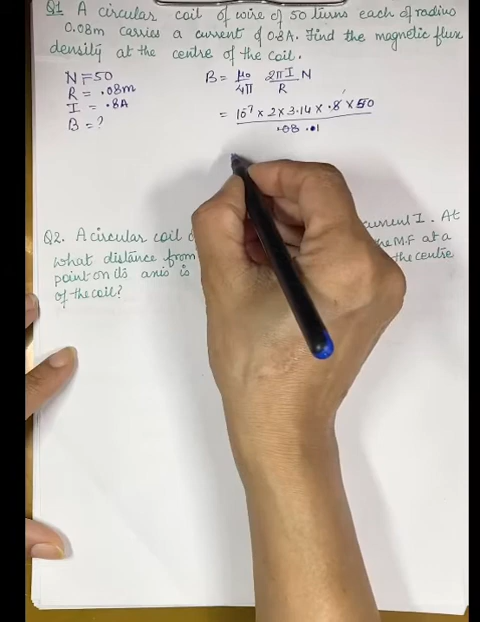 Q1 A circular coil of wire of 50 turns each of radius
0.08m carries a current of 0.8A. Find the magnetic flux
density at the centre of the coil.
N = 50
R = .08m
I = .8A
B = ?
B = μ₀/4π 2πI/R N
= 10⁻⁷ × 2 × 3.14 × .8 × 50 / .08 .01
Q2. A circular coil current I. At
what distance from M.F at a
point on its axis is the centre
of the coil?